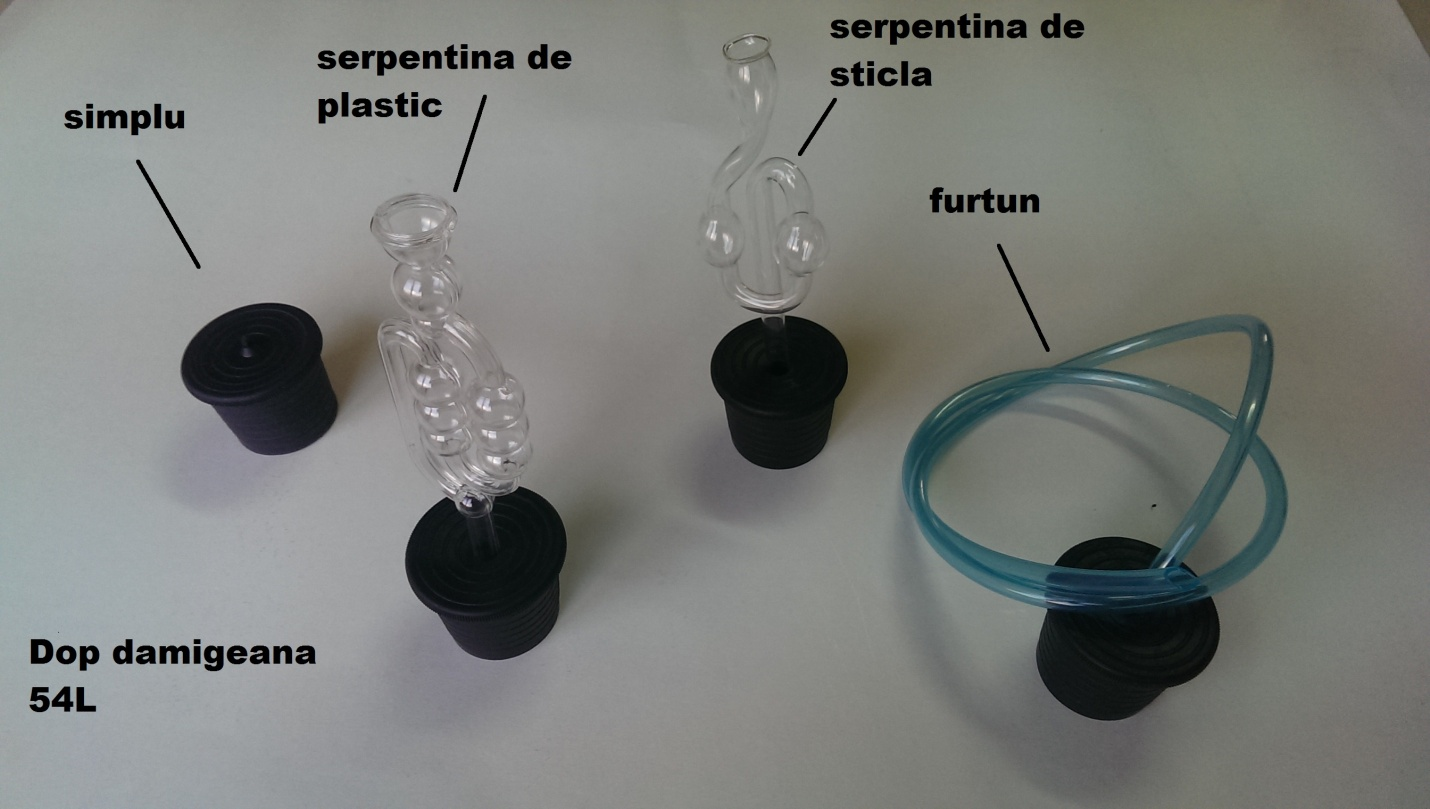 simplu
serpentina de
plastic
serpentina de
sticla
furtun
Dop damigeana
54L